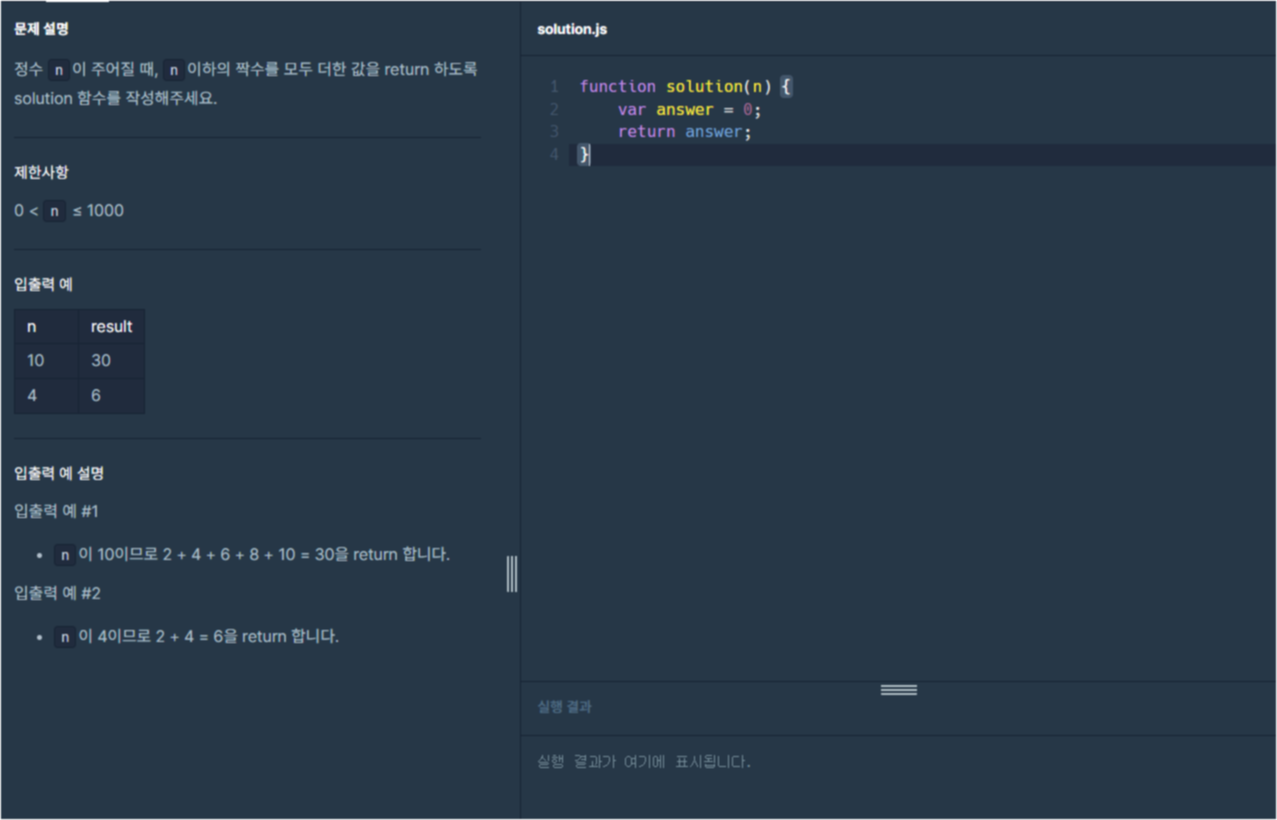 문제 설명
정수 n 이 주어질 때, n 이하의 짝수를 모두 더한 값을 return 하도록
solution 함수를 작성해주세요.
제한사항
0 < n ≤ 1000
입출력 예
n result
10 30
4 6
입출력 예 설명
입출력 예 #1
• n 이 10이므로 2 + 4 + 6 + 8 + 10 = 30을 return 합니다.
입출력 예 #2
• n 이 4이므로 2 + 4 = 6을 return 합니다.
solution.js
1 function solution(n) {
2     var answer = 0;
3     return answer;
4 }
실행 결과
실행 결과가 여기에 표시됩니다.